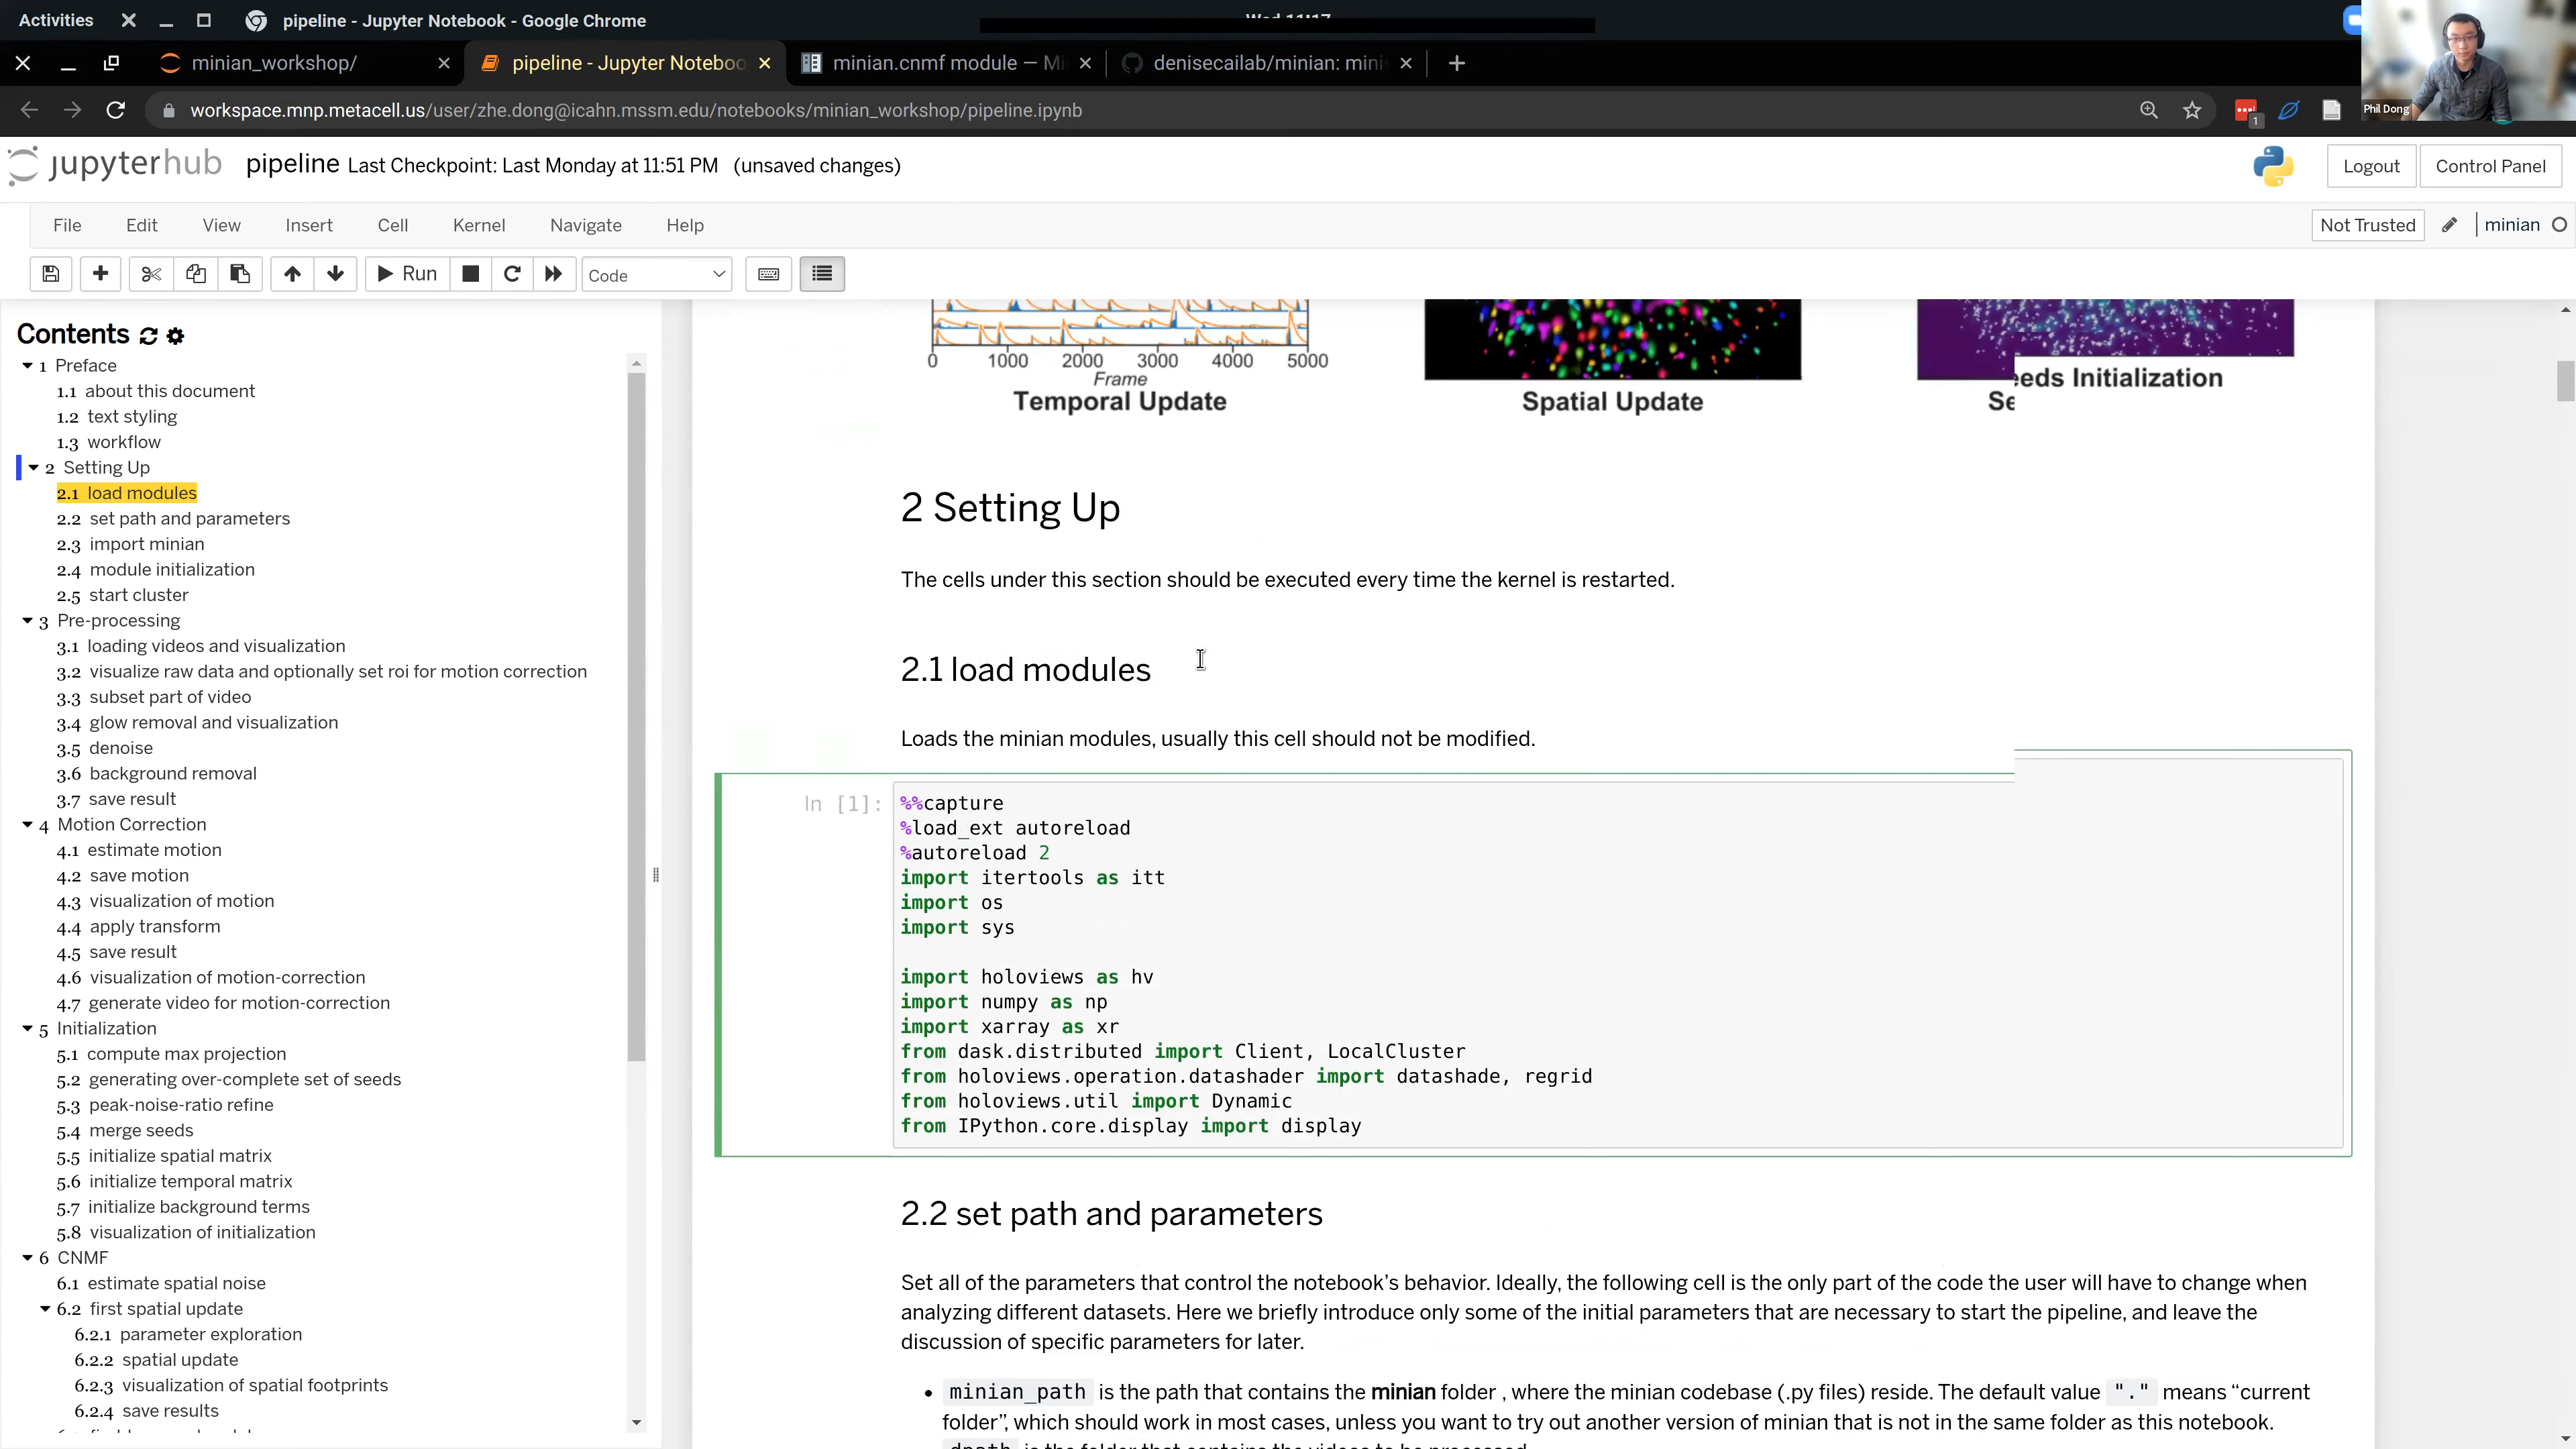 Activities
pipeline - Jupyter Notebook - Google Chrome
minian_workshop/
pipeline - Jupyter Noteboo
minian.cnmf module — Mi
denisecailab/minian: mini
workspace.mnp.metacell.us/user/zhe.dong@icahn.mssm.edu/notebooks/minian_workshop/pipeline.ipynb
1
Phil Dong
jupyterhub pipeline Last Checkpoint: Last Monday at 11:51 PM (unsaved changes)
Logout
Control Panel
File Edit View Insert Cell Kernel Navigate Help
Not Trusted
minian
Run
Code
Contents
1 Preface
1.1 about this document
1.2 text styling
1.3 workflow
2 Setting Up
2.1 load modules
2.2 set path and parameters
2.3 import minian
2.4 module initialization
2.5 start cluster
3 Pre-processing
3.1 loading videos and visualization
3.2 visualize raw data and optionally set roi for motion correction
3.3 subset part of video
3.4 glow removal and visualization
3.5 denoise
3.6 background removal
3.7 save result
4 Motion Correction
4.1 estimate motion
4.2 save motion
4.3 visualization of motion
4.4 apply transform
4.5 save result
4.6 visualization of motion-correction
4.7 generate video for motion-correction
5 Initialization
5.1 compute max projection
5.2 generating over-complete set of seeds
5.3 peak-noise-ratio refine
5.4 merge seeds
5.5 initialize spatial matrix
5.6 initialize temporal matrix
5.7 initialize background terms
5.8 visualization of initialization
6 CNMF
6.1 estimate spatial noise
6.2 first spatial update
6.2.1 parameter exploration
6.2.2 spatial update
6.2.3 visualization of spatial footprints
6.2.4 save results
0 1000 2000 3000 4000 5000
Frame
Temporal Update
Spatial Update
eeds Initialization
Se
2 Setting Up
The cells under this section should be executed every time the kernel is restarted.
2.1 load modules
Loads the minian modules, usually this cell should not be modified.
In [1]:
%%capture
%load_ext autoreload
%autoreload 2
import itertools as itt
import os
import sys
import holoviews as hv
import numpy as np
import xarray as xr
from dask.distributed import Client, LocalCluster
from holoviews.operation.datashader import datashade, regrid
from holoviews.util import Dynamic
from IPython.core.display import display
2.2 set path and parameters
Set all of the parameters that control the notebook's behavior. Ideally, the following cell is the only part of the code the user will have to change when
analyzing different datasets. Here we briefly introduce only some of the initial parameters that are necessary to start the pipeline, and leave the
discussion of specific parameters for later.
• minian_path is the path that contains the minian folder , where the minian codebase (.py files) reside. The default value "." means “current
folder”, which should work in most cases, unless you want to try out another version of minian that is not in the same folder as this notebook.